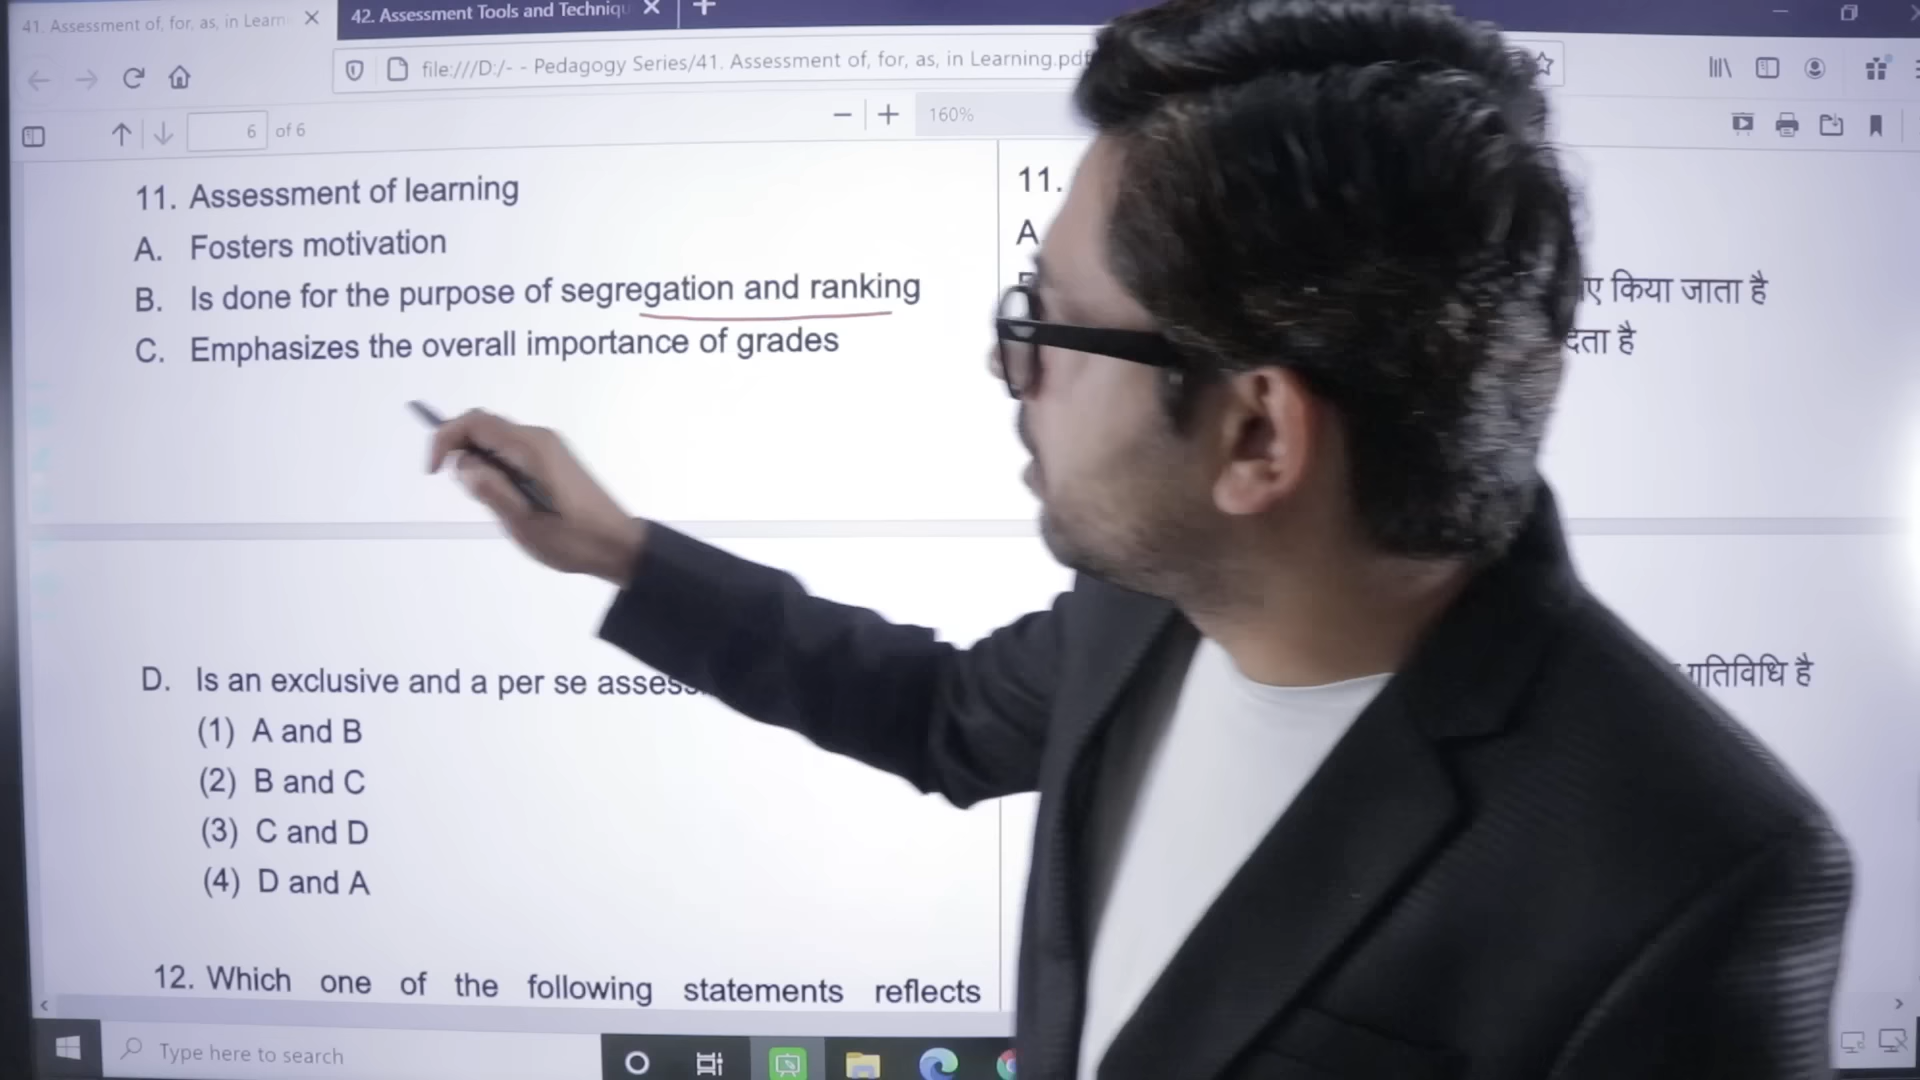 41. Assessment of, for, as, in Learn
42. Assessment Tools and Techniqu
file:///D:/- - Pedagogy Series/41. Assessment of, for, as, in Learning.pdf
6 of 6
160%
11. Assessment of learning
A. Fosters motivation
B. Is done for the purpose of segregation and ranking
C. Emphasizes the overall importance of grades
D. Is an exclusive and a per se
(1) A and B
(2) B and C
(3) C and D
(4) D and A
12. Which one of the following statements reflects
11.
A
किया जाता है
है
गतिविधि है
Type here to search